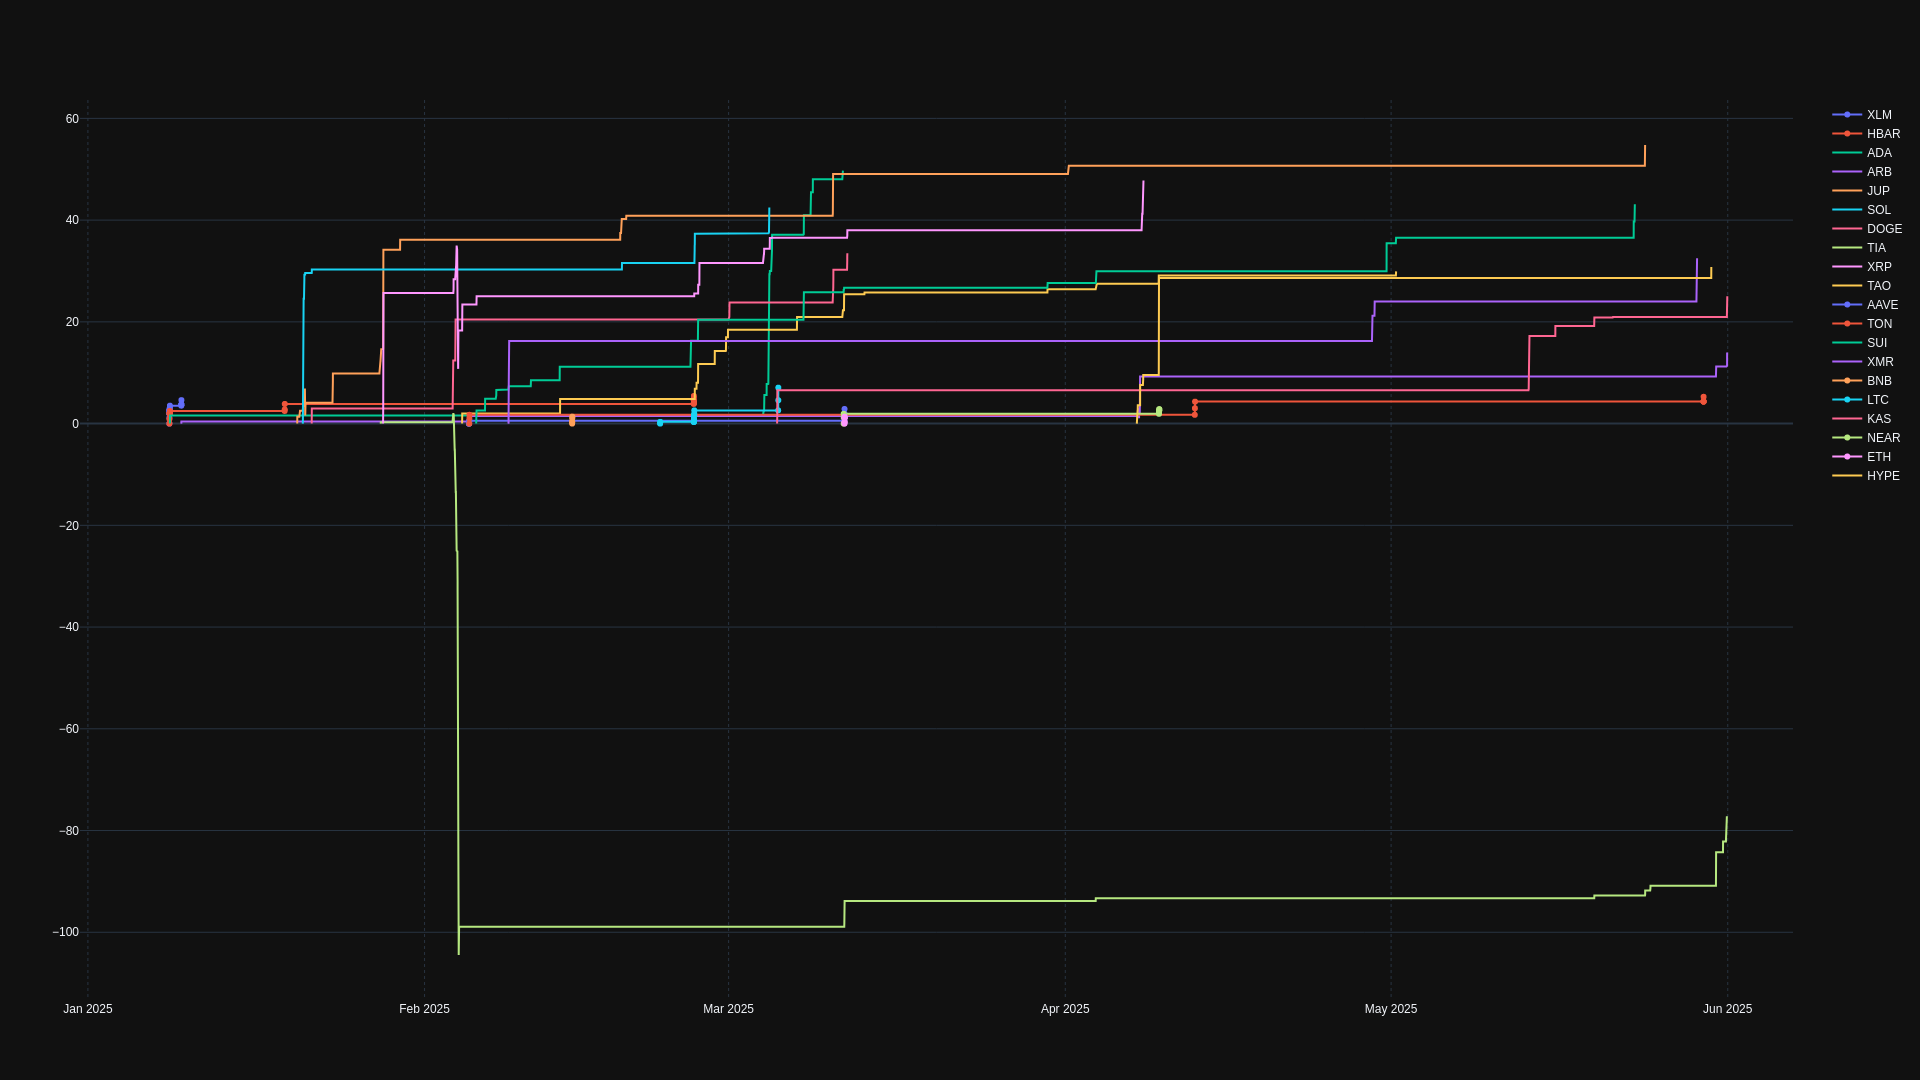 60
40
20
0
−20
−40
−60
−80
−100
Jan 2025
Feb 2025
Mar 2025
Apr 2025
May 2025
Jun 2025
XLM
HBAR
ADA
ARB
JUP
SOL
DOGE
TIA
XRP
TAO
AAVE
TON
SUI
XMR
BNB
LTC
KAS
NEAR
ETH
HYPE